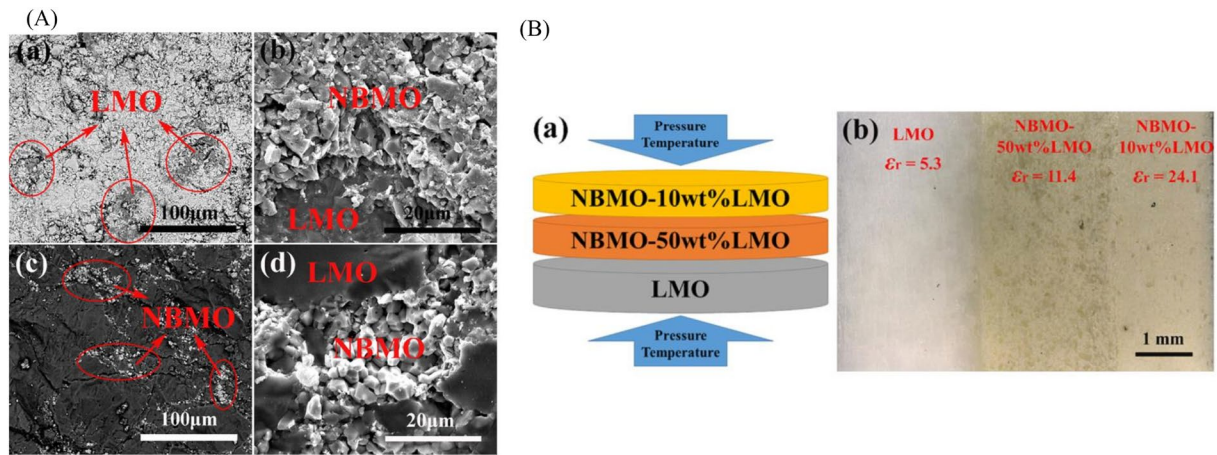 (A)
(a)
LMO
100μm
(b)
NBMO
LMO
20μm
(c)
NBMO
100μm
(d)
LMO
NBMO
20μm
(B)
(a)
Pressure
Temperature
NBMO-10wt%LMO
NBMO-50wt%LMO
LMO
Pressure
Temperature
(b)
LMO
εr = 5.3
NBMO-
50wt%LMO
εr = 11.4
NBMO-
10wt%LMO
εr = 24.1
1 mm